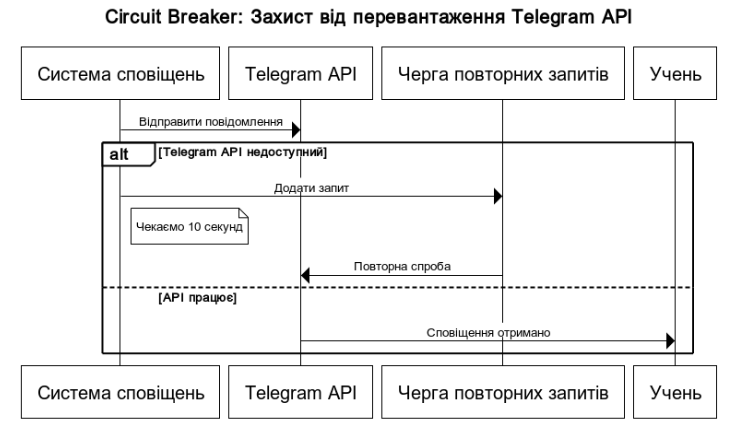 Circuit Breaker: Захист від перевантаження Telegram API
Система сповіщень
Telegram API
Черга повторних запитів
Учень
Відправити повідомлення
alt
[Telegram API недоступний]
Додати запит
Чекаємо 10 секунд
Повторна спроба
[API працює]
Сповіщення отримано
Система сповіщень
Telegram API
Черга повторних запитів
Учень